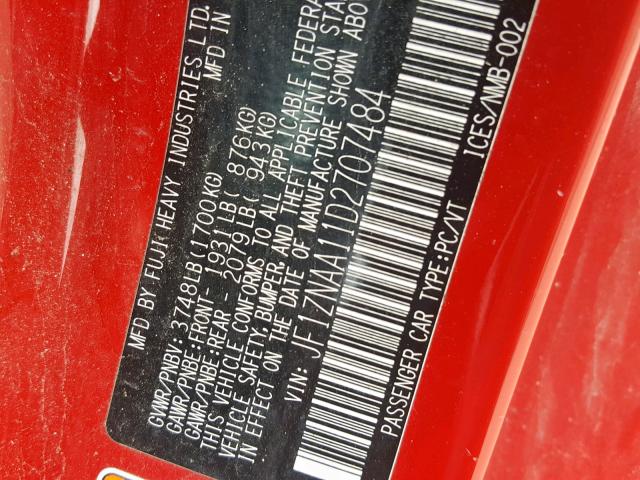 MFD BY FUJI HEAVY INDUSTRIES LTD.
MFD IN
GVWR/PNBV: 3748LB(1700KG)
GAWR/PNBE:FRONT- 1931LB( 876KG)
GAWR/PNBE:REAR - 2079LB( 943KG)
THIS VEHICLE CONFORMS TO ALL APPLICABLE FEDERA
VEHICLE SAFETY,BUMPER,AND THEFT PREVENTION STA
IN EFFECT ON THE DATE OF MANUFACTURE SHOWN ABO
VIN: JF1ZNAA11D2707484
PASSENGER CAR TYPE:PC/VT
ICES/NMB-002